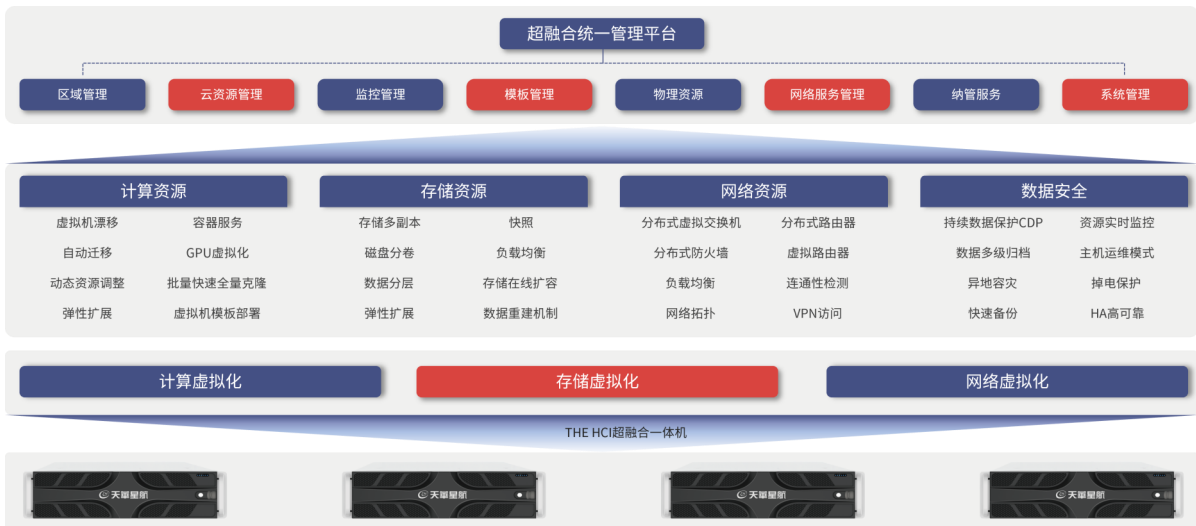 超融合统一管理平台
区域管理 云资源管理 监控管理 模板管理 物理资源 网络服务管理 纳管服务 系统管理
计算资源 存储资源 网络资源 数据安全
虚拟机漂移 容器服务 存储多副本 快照 分布式虚拟交换机 分布式路由器 持续数据保护CDP 资源实时监控
自动迁移 GPU虚拟化 磁盘分卷 负载均衡 分布式防火墙 虚拟路由器 数据多级归档 主机运维模式
动态资源调整 批量快速全量克隆 数据分层 存储在线扩容 负载均衡 连通性检测 异地容灾 掉电保护
弹性扩展 虚拟机模板部署 弹性扩展 数据重建机制 网络拓扑 VPN访问 快速备份 HA高可靠
计算虚拟化 存储虚拟化 网络虚拟化
THE HCI超融合一体机
天華星航 天華星航 天華星航 天華星航